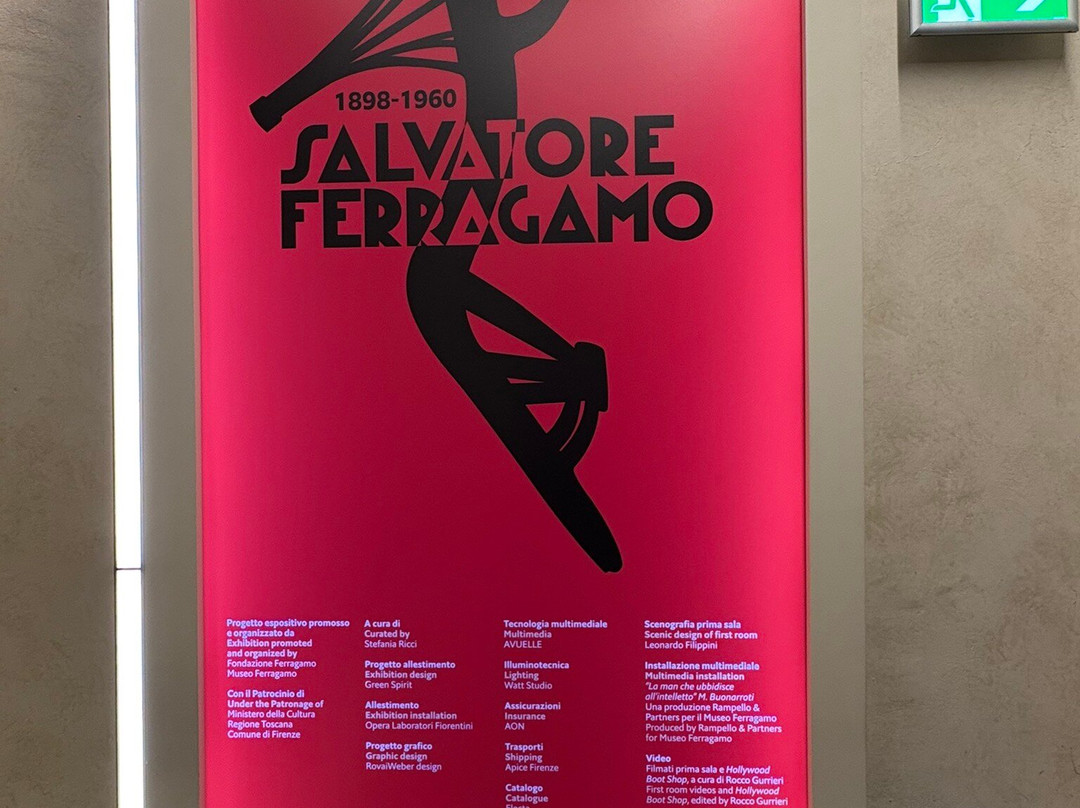 1898-1960
SALVATORE
FERRAGAMO
Progetto espositivo promosso
e organizzato da
Exhibition promoted
and organized by
Fondazione Ferragamo
Museo Ferragamo
Con il Patrocinio di
Under the Patronage of
Ministero della Cultura
Regione Toscana
Comune di Firenze
A cura di
Curated by
Stefania Ricci
Progetto allestimento
Exhibition design
Green Spirit
Allestimento
Exhibition installation
Opera Laboratori Fiorentini
Progetto grafico
Graphic design
RovaiWeber design
Tecnologia multimediale
Multimedia
AVUELLE
Illuminotecnica
Lighting
Watt Studio
Assicurazioni
Insurance
AON
Trasporti
Shipping
Apice Firenze
Catalogo
Catalogue
Scenografia prima sala
Scenic design of first room
Leonardo Filippini
Installazione multimediale
Multimedia installation
"La man che ubbidisce
all'intelletto" M. Buonarroti
Una produzione Rampello &
Partners per il Museo Ferragamo
Produced by Rampello & Partners
for Museo Ferragamo
Video
Filmati prima sala e Hollywood
Boot Shop, a cura di Rocco Gurrieri
First room videos and Hollywood
Boot Shop, edited by Rocco Gurrieri